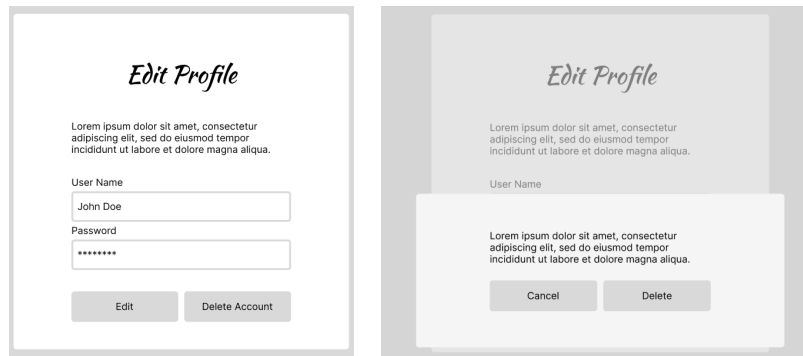 Edit Profile
Lorem ipsum dolor sit amet, consectetur
adipiscing elit, sed do eiusmod tempor
incididunt ut labore et dolore magna aliqua.
User Name
John Doe
Password
********
Edit
Delete Account
Edit Profile
Lorem ipsum dolor sit amet, consectetur
adipiscing elit, sed do eiusmod tempor
incididunt ut labore et dolore magna aliqua.
User Name
Lorem ipsum dolor sit amet, consectetur
adipiscing elit, sed do eiusmod tempor
incididunt ut labore et dolore magna aliqua.
Cancel
Delete